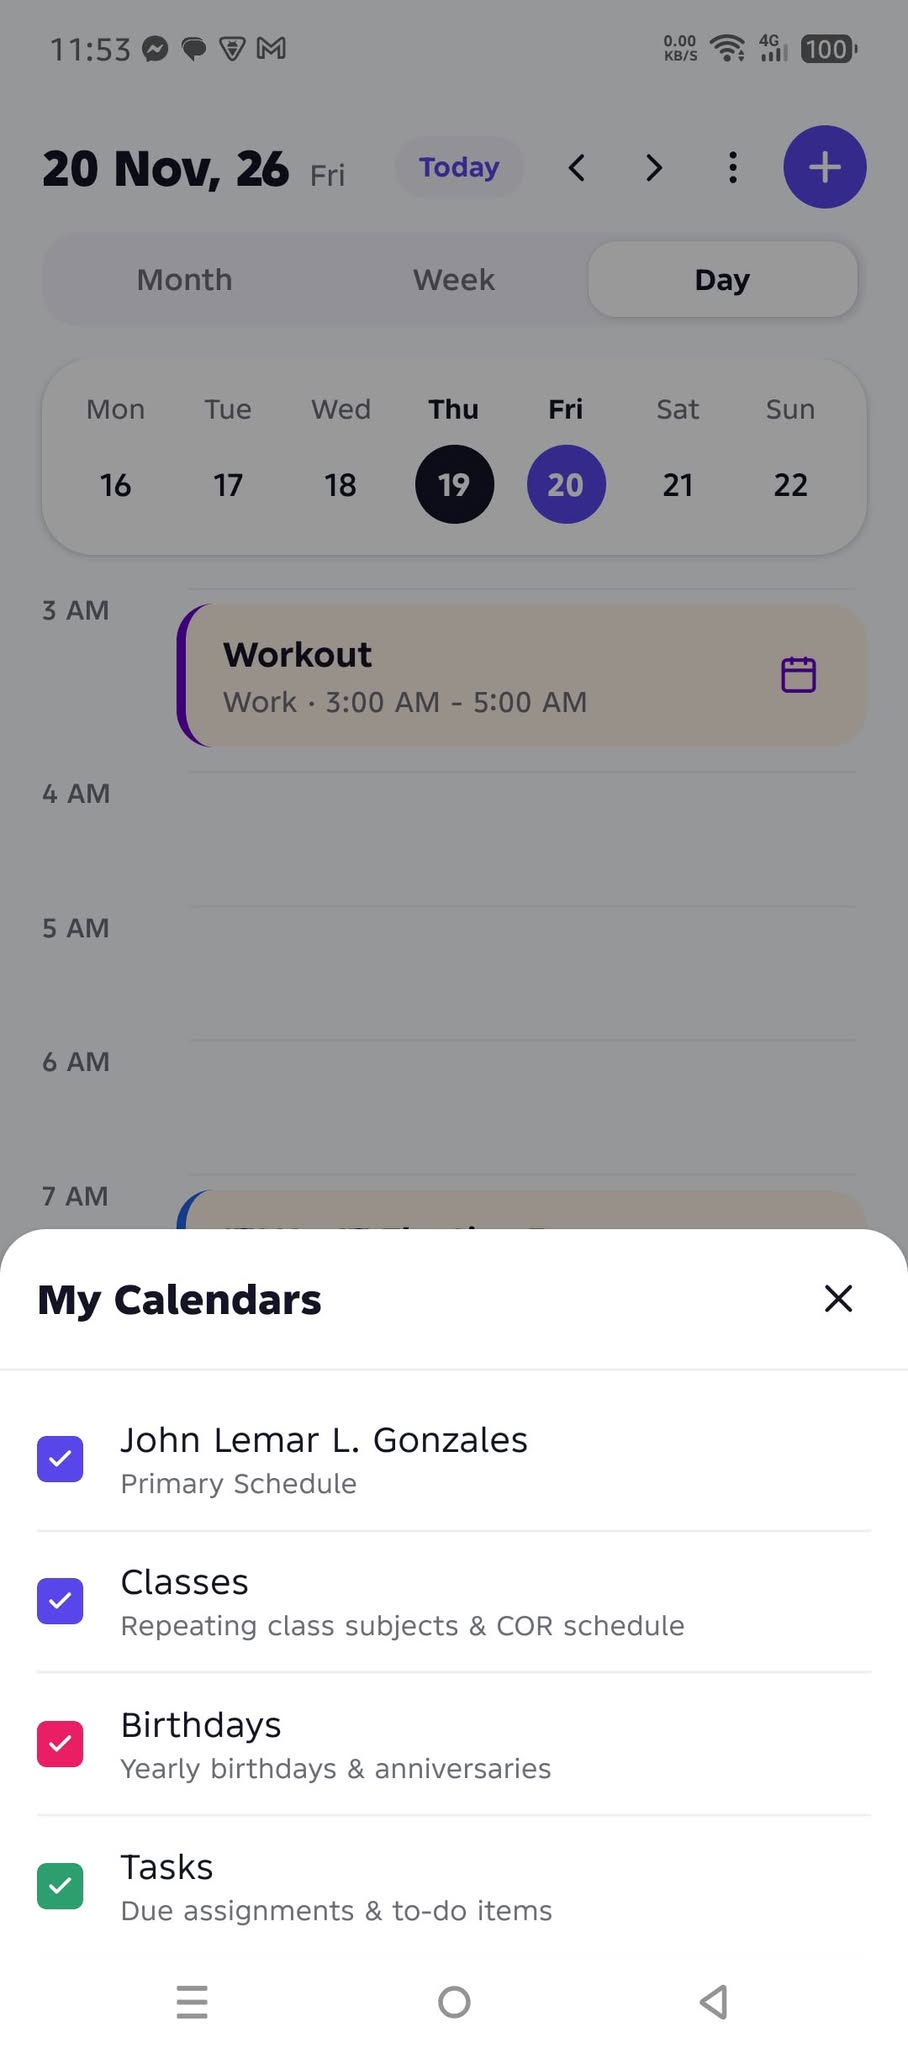 11:53
0.00
KB/S
4G
100
20 Nov, 26 Fri
Today
Month Week Day
Mon Tue Wed Thu Fri Sat Sun
16 17 18 19 20 21 22
3 AM
Workout
Work · 3:00 AM - 5:00 AM
4 AM
5 AM
6 AM
7 AM
My Calendars
John Lemar L. Gonzales
Primary Schedule
Classes
Repeating class subjects & COR schedule
Birthdays
Yearly birthdays & anniversaries
Tasks
Due assignments & to-do items